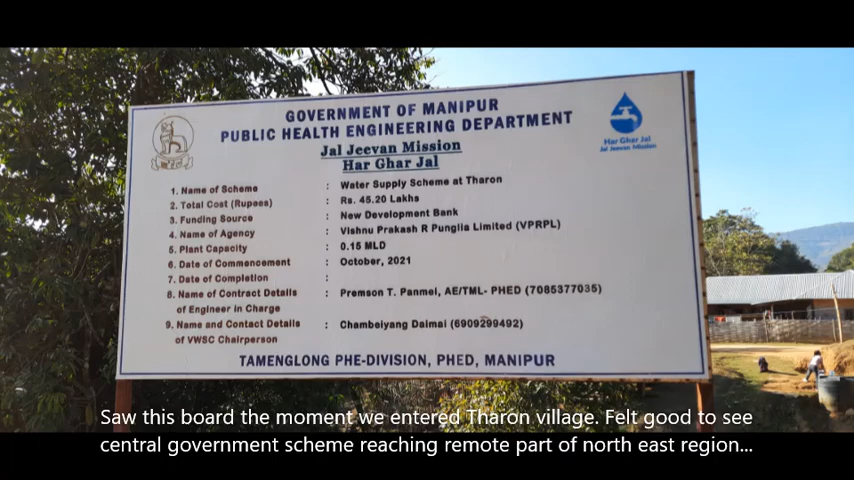 GOVERNMENT OF MANIPUR
PUBLIC HEALTH ENGINEERING DEPARTMENT
Jal Jeevan Mission
Har Ghar Jal
Har Ghar Jal
Jal Jeevan Mission
1. Name of Scheme : Water Supply Scheme at Tharon
2. Total Cost (Rupees) : Rs. 45.20 Lakhs
3. Funding Source : New Development Bank
4. Name of Agency : Vishnu Prakash R Punglia Limited (VPRPL)
5. Plant Capacity : 0.15 MLD
6. Date of Commencement : October, 2021
7. Date of Completion :
8. Name of Contract Details : Premson T. Panmei, AE/TML- PHED (7085377035)
of Engineer in Charge
9. Name and Contact Details : Chambeiyang Daimai (6909299492)
of VWSC Chairperson
TAMENGLONG PHE-DIVISION, PHED, MANIPUR
Saw this board the moment we entered Tharon village. Felt good to see
central government scheme reaching remote part of north east region...